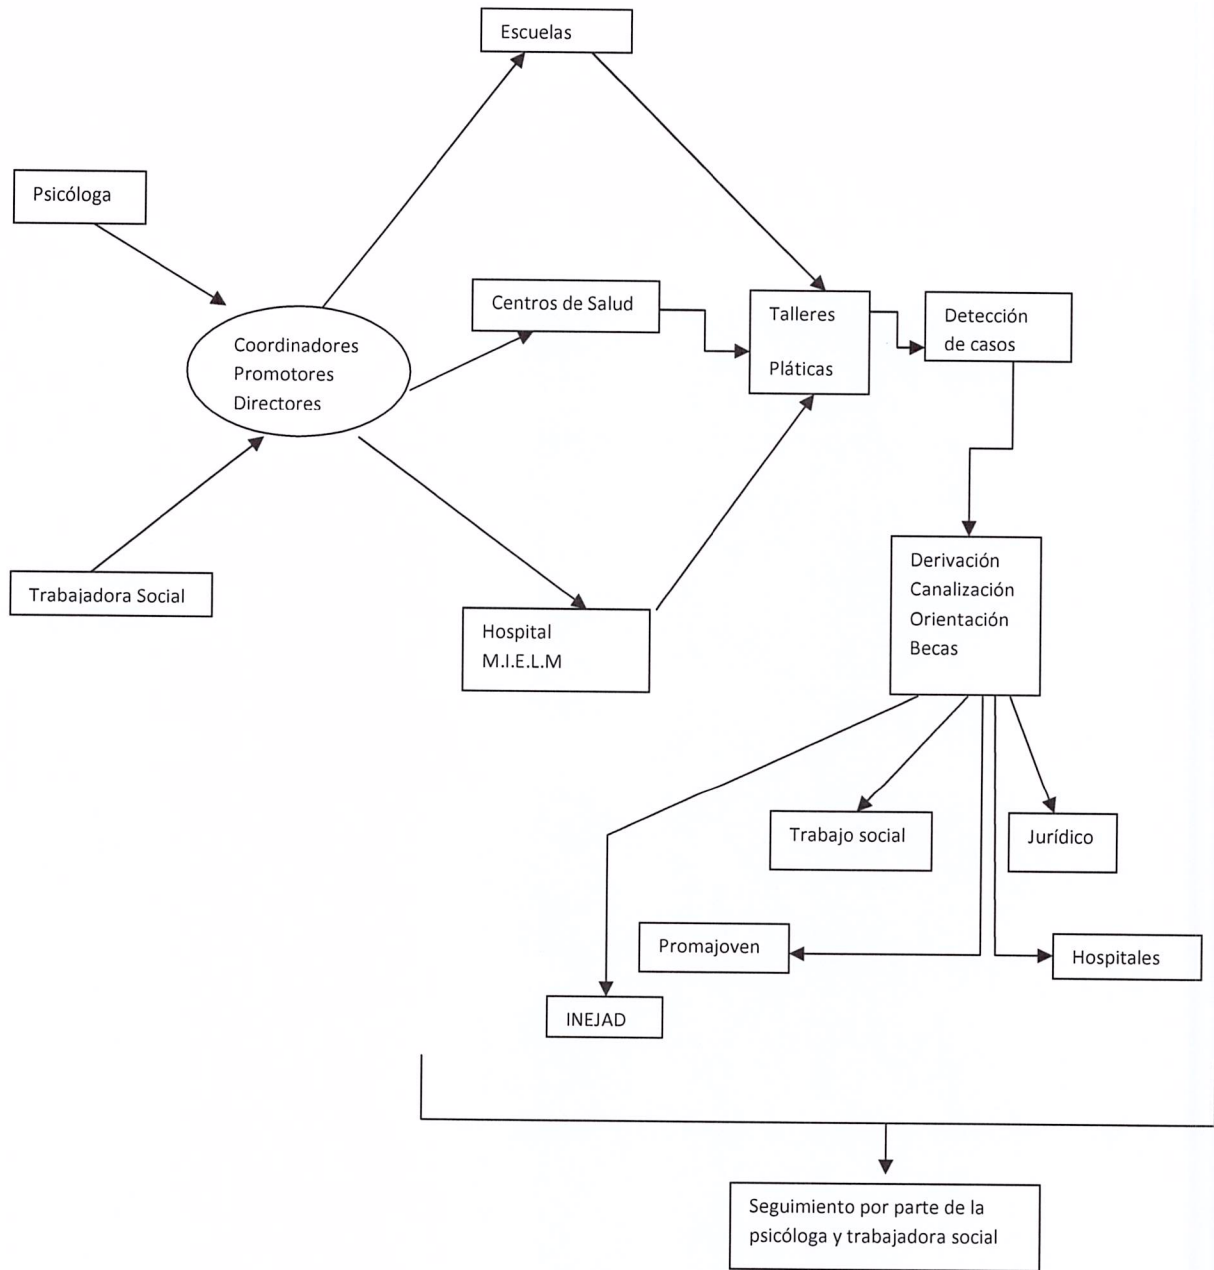 Escuelas
Psicóloga
Centros de Salud
Talleres
Pláticas
Detección
de casos
Coordinadores
Promotores
Directores
Trabajadora Social
Hospital
M.I.E.L.M
Derivación
Canalización
Orientación
Becas
Trabajo social
Jurídico
Promajoven
Hospitales
INEJAD
Seguimiento por parte de la
psicóloga y trabajadora social